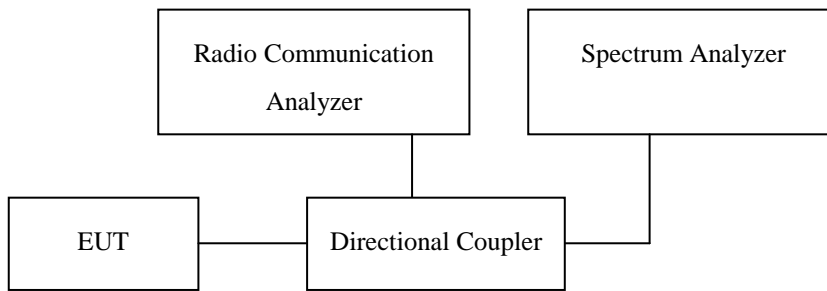 Radio Communication
Analyzer
Spectrum Analyzer
EUT
Directional Coupler